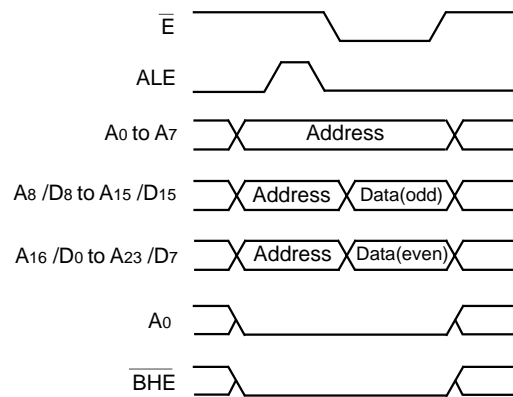 E
ALE
A0 to A7 Address
A8 /D8 to A15 /D15 Address Data(odd)
A16 /D0 to A23 /D7 Address Data(even)
A0
BHE